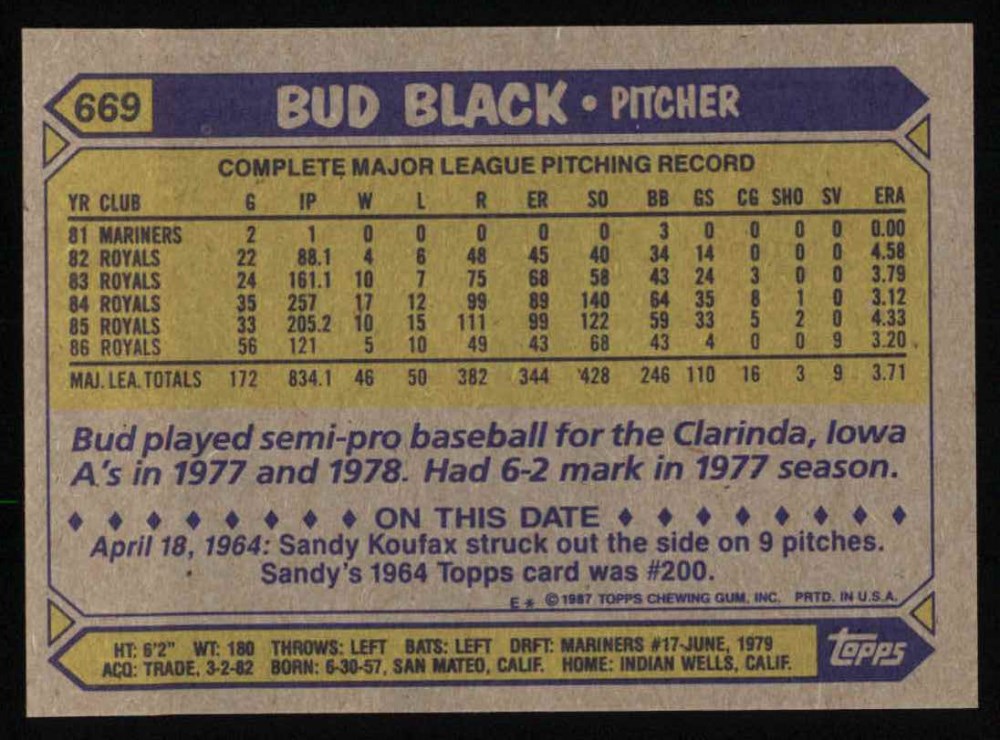 669 BUD BLACK • PITCHER
COMPLETE MAJOR LEAGUE PITCHING RECORD
YR CLUB G IP W L R ER SO BB GS CG SHO SV ERA
81 MARINERS 2 1 0 0 0 0 0 3 0 0 0 0 0.00
82 ROYALS 22 88.1 4 6 48 45 40 34 14 0 0 0 4.58
83 ROYALS 24 161.1 10 7 75 68 58 43 24 3 0 0 3.79
84 ROYALS 35 257 17 12 99 89 140 64 35 8 1 0 3.12
85 ROYALS 33 205.2 10 15 111 99 122 59 33 5 2 0 4.33
86 ROYALS 56 121 5 10 49 43 68 43 4 0 0 9 3.20
MAJ. LEA. TOTALS 172 834.1 46 50 382 344 428 246 110 16 3 9 3.71
Bud played semi-pro baseball for the Clarinda, Iowa
A's in 1977 and 1978. Had 6-2 mark in 1977 season.
ON THIS DATE
April 18, 1964: Sandy Koufax struck out the side on 9 pitches.
Sandy's 1964 Topps card was #200.
E* © 1987 TOPPS CHEWING GUM, INC. PRTD. IN U.S.A.
HT: 6'2" WT: 180 THROWS: LEFT BATS: LEFT DRFT: MARINERS #17-JUNE, 1979
ACQ: TRADE, 3-2-82 BORN: 6-30-57, SAN MATEO, CALIF. HOME: INDIAN WELLS, CALIF.
topps